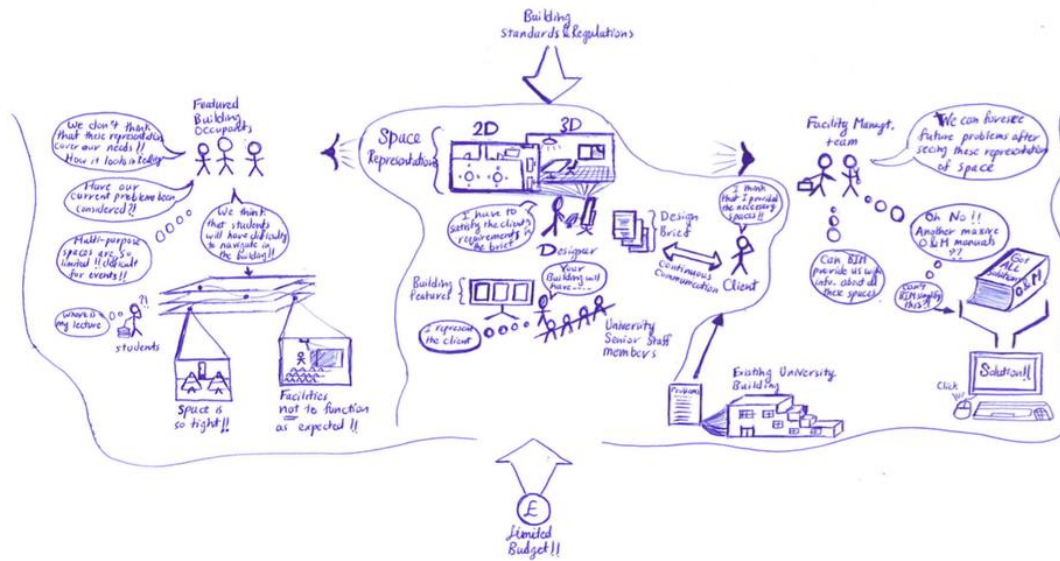 Building
Standards & Regulations
Featured
Building
Occupants
We don't think
that these representation
cover our needs!!
How it looks in reality
Have our
current problems been
considered!!
We think
that students
will have difficulty
to navigate in
the building!!
Multi-purpose
spaces are so
limited!! difficult
for events!!
Where is
my lecture
?!
students
Space is
so tight!!
Facilities
not to function
as expected!!
Space
Representation
2D
3D
I have to
satisfy the client's
requirements in
the brief
Designer
Design
Brief
Continuous
Communication
I think
that I provided the
necessary
spaces!!
Client
Building
Features
Your
Building will
have----
I represent
the client
University
Senior Staff
members
Problems
Existing University
Building
Facility Managt.
team
We can foresee
future problems after
seeing these representation
of space
Oh No!!
Another massive
O&M manuals
??
Can BIM
provide us with
info. about all
these spaces
Can't
BIM simplify
this?!
Got
ALL
solution
O&M
Solution!!
Click
£
Limited
Budget!!